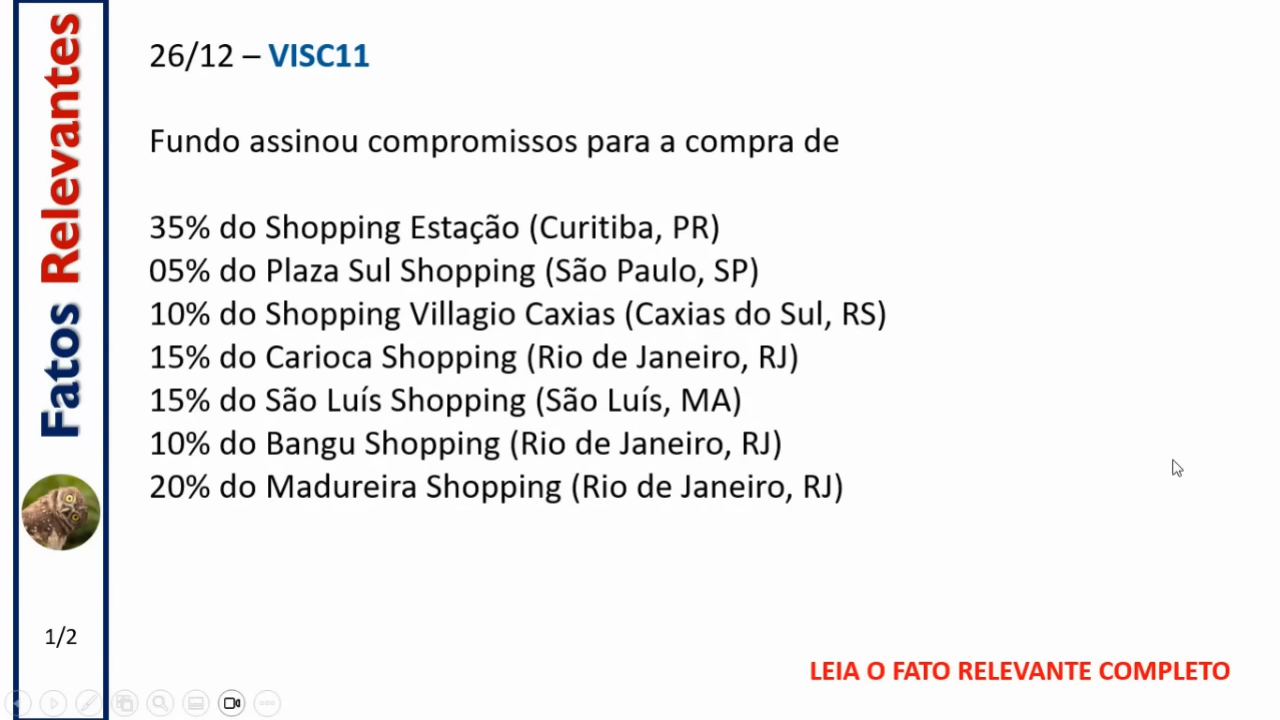 Fatos Relevantes
26/12 – VISC11
Fundo assinou compromissos para a compra de
35% do Shopping Estação (Curitiba, PR)
05% do Plaza Sul Shopping (São Paulo, SP)
10% do Shopping Villagio Caxias (Caxias do Sul, RS)
15% do Carioca Shopping (Rio de Janeiro, RJ)
15% do São Luís Shopping (São Luís, MA)
10% do Bangu Shopping (Rio de Janeiro, RJ)
20% do Madureira Shopping (Rio de Janeiro, RJ)
1/2
LEIA O FATO RELEVANTE COMPLETO